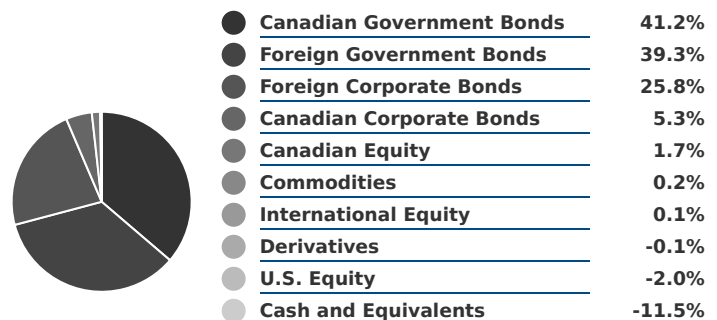 Canadian Government Bonds 41.2%
Foreign Government Bonds 39.3%
Foreign Corporate Bonds 25.8%
Canadian Corporate Bonds 5.3%
Canadian Equity 1.7%
Commodities 0.2%
International Equity 0.1%
Derivatives -0.1%
U.S. Equity -2.0%
Cash and Equivalents -11.5%